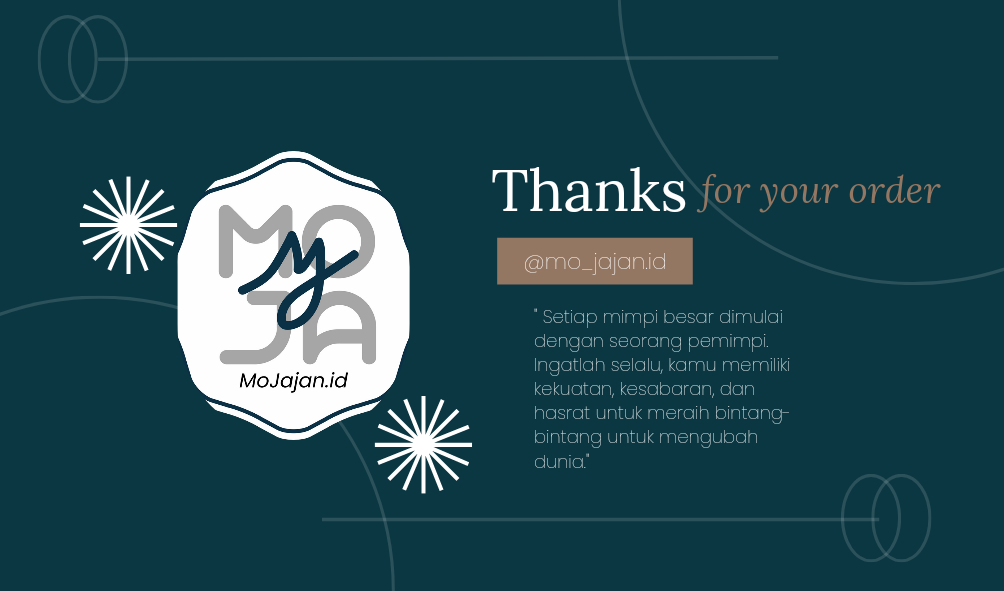 MO
y
JA
MoJajan.id
Thanks for your order
@mo_jajan.id
" Setiap mimpi besar dimulai
dengan seorang pemimpi.
Ingatlah selalu, kamu memiliki
kekuatan, kesabaran, dan
hasrat untuk meraih bintang-
bintang untuk mengubah
dunia."